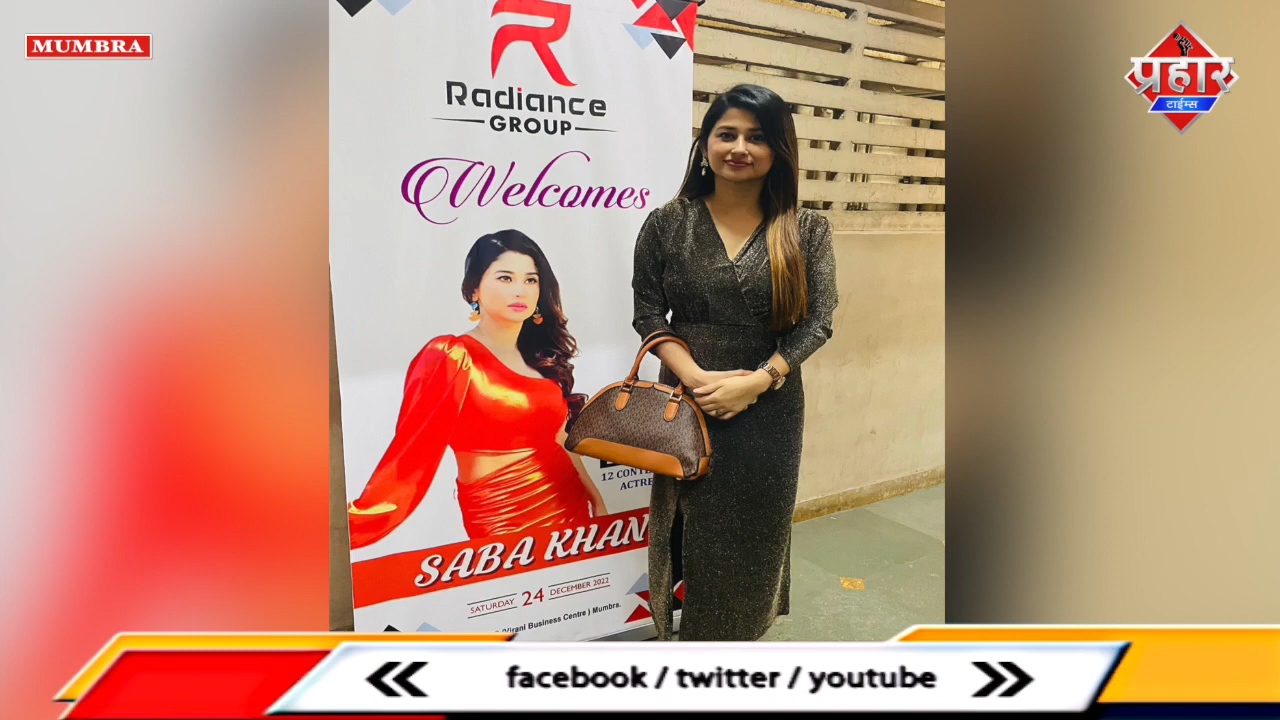 MUMBRA
प्रहार
टाईम्स
Radiance
GROUP
Welcomes
12
ACTRE
SABA KHAN
SATURDAY 24 DECEMBER 2022
Virani Business Centre ) Mumbra.
facebook / twitter / youtube